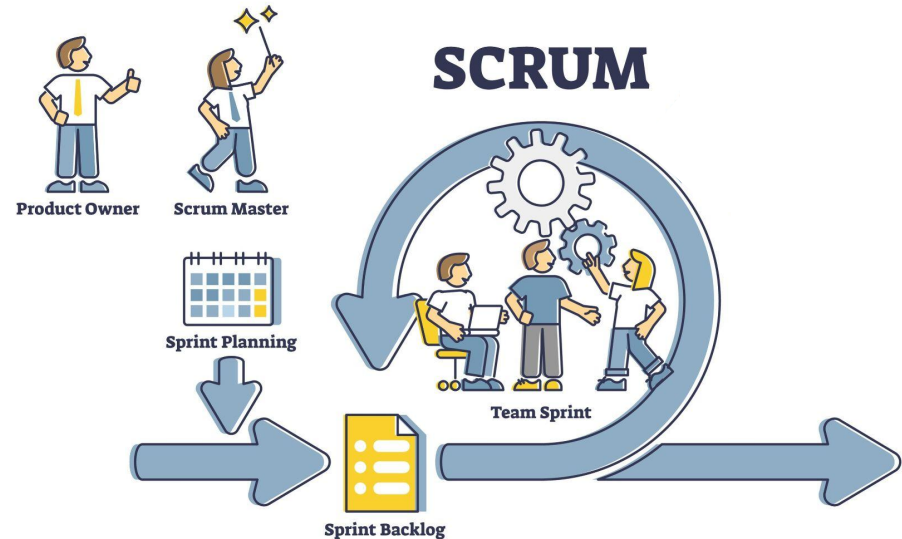 SCRUM
Product Owner
Scrum Master
Sprint Planning
Team Sprint
Sprint Backlog